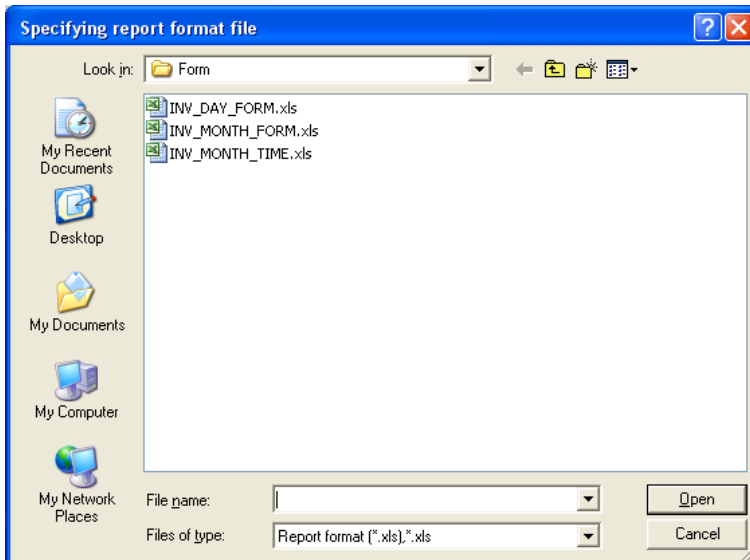 Specifying report format file
Look in: Form
INV_DAY_FORM.xls
INV_MONTH_FORM.xls
INV_MONTH_TIME.xls
My Recent
Documents
Desktop
My Documents
My Computer
My Network
Places
File name:
Open
Files of type: Report format (*.xls),*.xls
Cancel